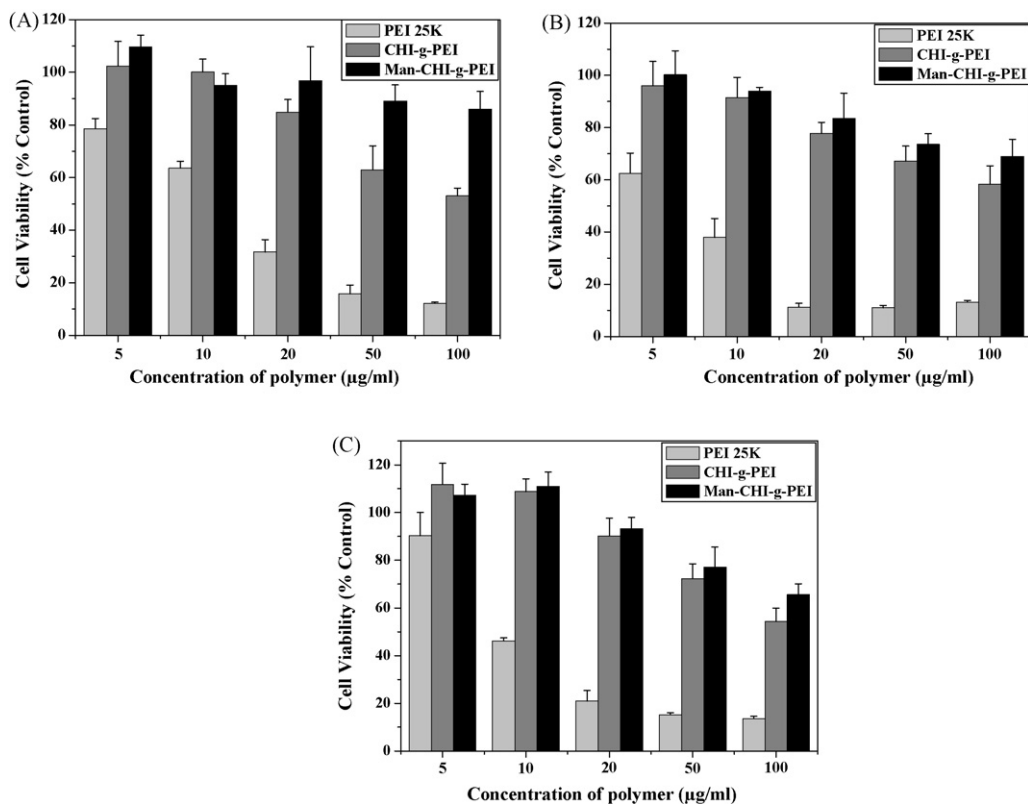 (A)
PEI 25K
CHI-g-PEI
Man-CHI-g-PEI
Cell Viability (% Control)
120
100
80
60
40
20
0
5 10 20 50 100
Concentration of polymer (µg/ml)
(B)
PEI 25K
CHI-g-PEI
Man-CHI-g-PEI
Cell Viability (% Control)
120
100
80
60
40
20
0
5 10 20 50 100
Concentration of polymer (µg/ml)
(C)
PEI 25K
CHI-g-PEI
Man-CHI-g-PEI
Cell Viability (% Control)
120
100
80
60
40
20
0
5 10 20 50 100
Concentration of polymer (µg/ml)